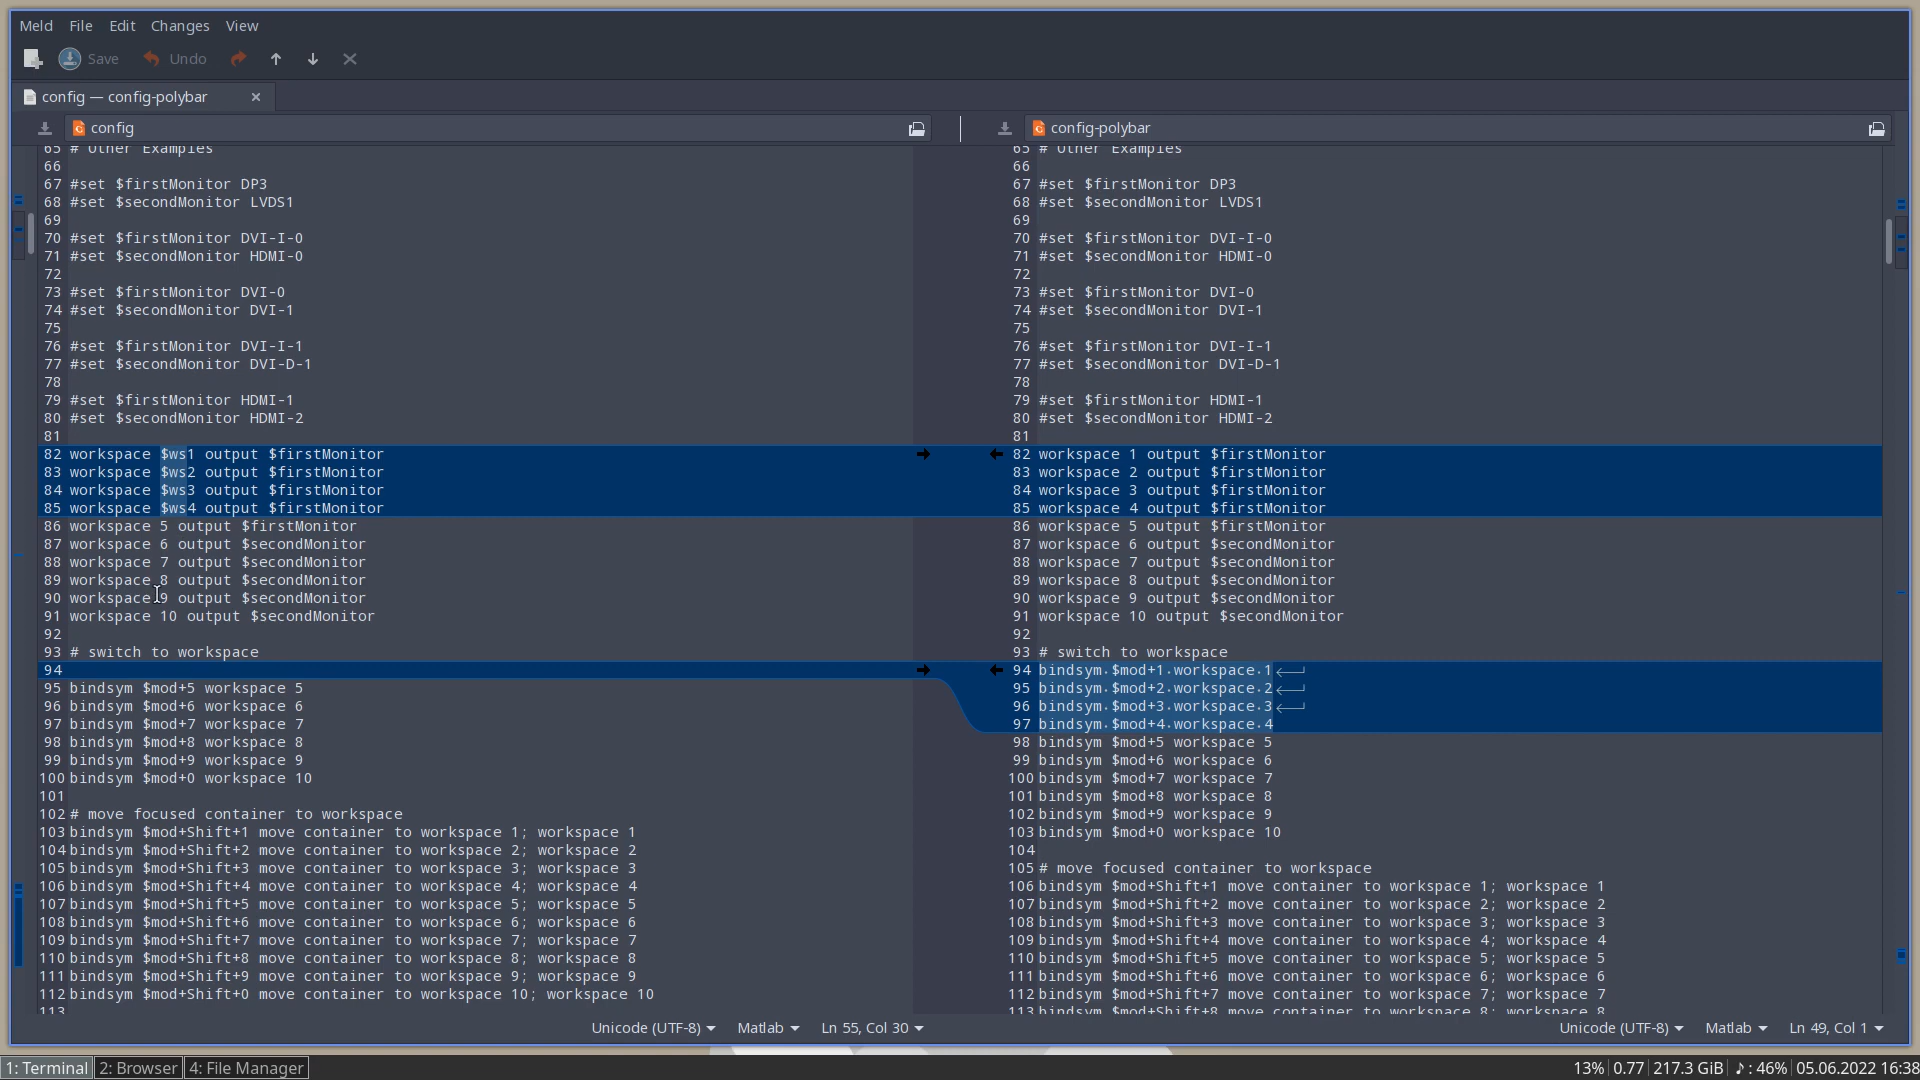 Meld File Edit Changes View
Save Undo
config — config-polybar
config
config-polybar
65 # Other Examples
66
67 #set $firstMonitor DP3
68 #set $secondMonitor LVDS1
69
70 #set $firstMonitor DVI-I-0
71 #set $secondMonitor HDMI-0
72
73 #set $firstMonitor DVI-0
74 #set $secondMonitor DVI-1
75
76 #set $firstMonitor DVI-I-1
77 #set $secondMonitor DVI-D-1
78
79 #set $firstMonitor HDMI-1
80 #set $secondMonitor HDMI-2
81
82 workspace $ws1 output $firstMonitor
83 workspace $ws2 output $firstMonitor
84 workspace $ws3 output $firstMonitor
85 workspace $ws4 output $firstMonitor
86 workspace 5 output $firstMonitor
87 workspace 6 output $secondMonitor
88 workspace 7 output $secondMonitor
89 workspace 8 output $secondMonitor
90 workspace 9 output $secondMonitor
91 workspace 10 output $secondMonitor
92
93 # switch to workspace
94
95 bindsym $mod+5 workspace 5
96 bindsym $mod+6 workspace 6
97 bindsym $mod+7 workspace 7
98 bindsym $mod+8 workspace 8
99 bindsym $mod+9 workspace 9
100 bindsym $mod+0 workspace 10
101
102 # move focused container to workspace
103 bindsym $mod+Shift+1 move container to workspace 1; workspace 1
104 bindsym $mod+Shift+2 move container to workspace 2; workspace 2
105 bindsym $mod+Shift+3 move container to workspace 3; workspace 3
106 bindsym $mod+Shift+4 move container to workspace 4; workspace 4
107 bindsym $mod+Shift+5 move container to workspace 5; workspace 5
108 bindsym $mod+Shift+6 move container to workspace 6; workspace 6
109 bindsym $mod+Shift+7 move container to workspace 7; workspace 7
110 bindsym $mod+Shift+8 move container to workspace 8; workspace 8
111 bindsym $mod+Shift+9 move container to workspace 9; workspace 9
112 bindsym $mod+Shift+0 move container to workspace 10; workspace 10
113
65 # Other Examples
66
67 #set $firstMonitor DP3
68 #set $secondMonitor LVDS1
69
70 #set $firstMonitor DVI-I-0
71 #set $secondMonitor HDMI-0
72
73 #set $firstMonitor DVI-0
74 #set $secondMonitor DVI-1
75
76 #set $firstMonitor DVI-I-1
77 #set $secondMonitor DVI-D-1
78
79 #set $firstMonitor HDMI-1
80 #set $secondMonitor HDMI-2
81
82 workspace 1 output $firstMonitor
83 workspace 2 output $firstMonitor
84 workspace 3 output $firstMonitor
85 workspace 4 output $firstMonitor
86 workspace 5 output $firstMonitor
87 workspace 6 output $secondMonitor
88 workspace 7 output $secondMonitor
89 workspace 8 output $secondMonitor
90 workspace 9 output $secondMonitor
91 workspace 10 output $secondMonitor
92
93 # switch to workspace
94 bindsym·$mod+1·workspace·1
95 bindsym·$mod+2·workspace·2
96 bindsym·$mod+3·workspace·3
97 bindsym·$mod+4·workspace·4
98 bindsym $mod+5 workspace 5
99 bindsym $mod+6 workspace 6
100 bindsym $mod+7 workspace 7
101 bindsym $mod+8 workspace 8
102 bindsym $mod+9 workspace 9
103 bindsym $mod+0 workspace 10
104
105 # move focused container to workspace
106 bindsym $mod+Shift+1 move container to workspace 1; workspace 1
107 bindsym $mod+Shift+2 move container to workspace 2; workspace 2
108 bindsym $mod+Shift+3 move container to workspace 3; workspace 3
109 bindsym $mod+Shift+4 move container to workspace 4; workspace 4
110 bindsym $mod+Shift+5 move container to workspace 5; workspace 5
111 bindsym $mod+Shift+6 move container to workspace 6; workspace 6
112 bindsym $mod+Shift+7 move container to workspace 7; workspace 7
113 bindsym $mod+Shift+8 move container to workspace 8; workspace 8
Unicode (UTF-8) Matlab Ln 55, Col 30
Unicode (UTF-8) Matlab Ln 49, Col 1
1: Terminal 2: Browser 4: File Manager
13% 0.77 217.3 GiB ♪: 46% 05.06.2022 16:38